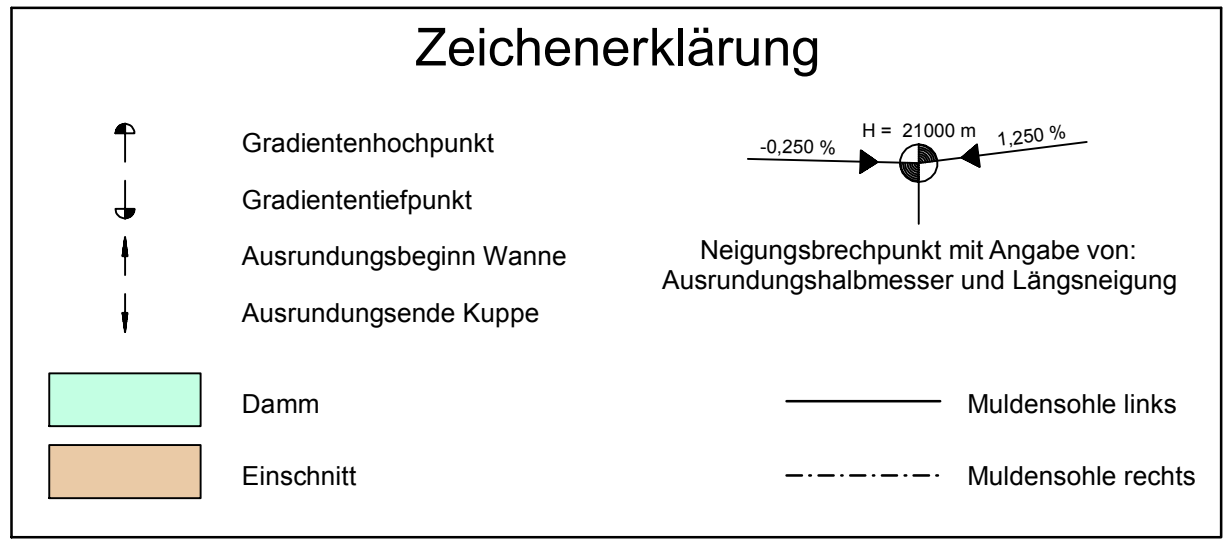 Zeichenerklärung
Gradientenhochpunkt
Gradiententiefpunkt
Ausrundungsbeginn Wanne
Ausrundungsende Kuppe
Damm
Einschnitt
-0,250 %
H = 21000 m
1,250 %
Neigungsbrechpunkt mit Angabe von:
Ausrundungshalbmesser und Längsneigung
Muldensohle links
Muldensohle rechts